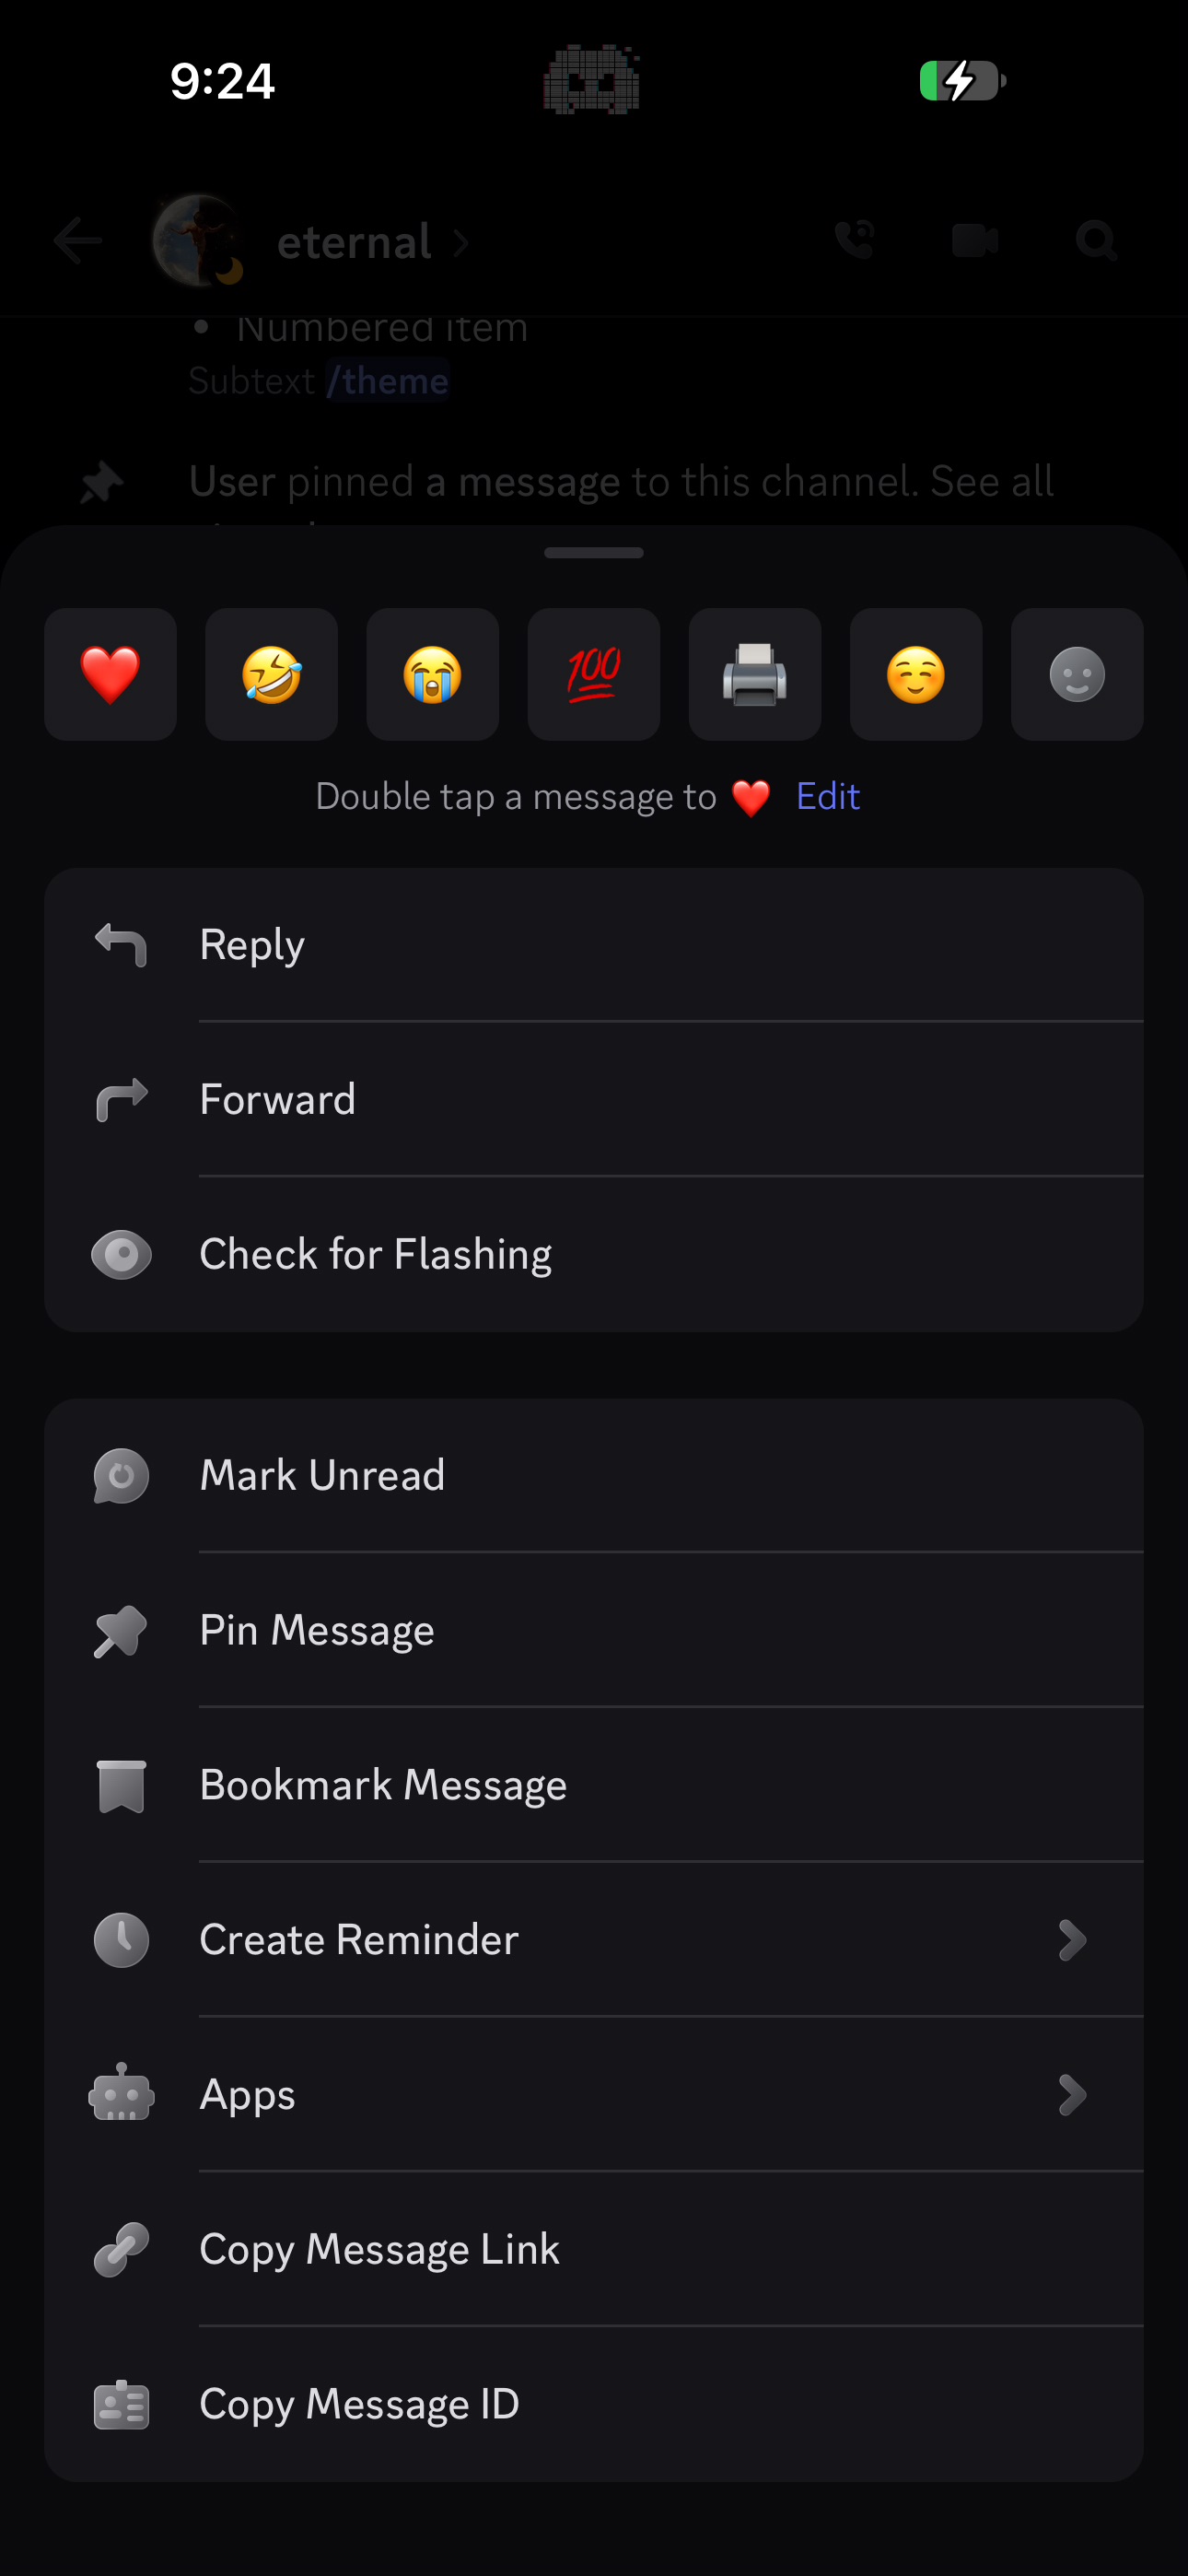 9:24
eternal
Numbered item
Subtext /theme
User pinned a message to this channel. See all
Double tap a message to ❤️ Edit
Reply
Forward
Check for Flashing
Mark Unread
Pin Message
Bookmark Message
Create Reminder
Apps
Copy Message Link
Copy Message ID